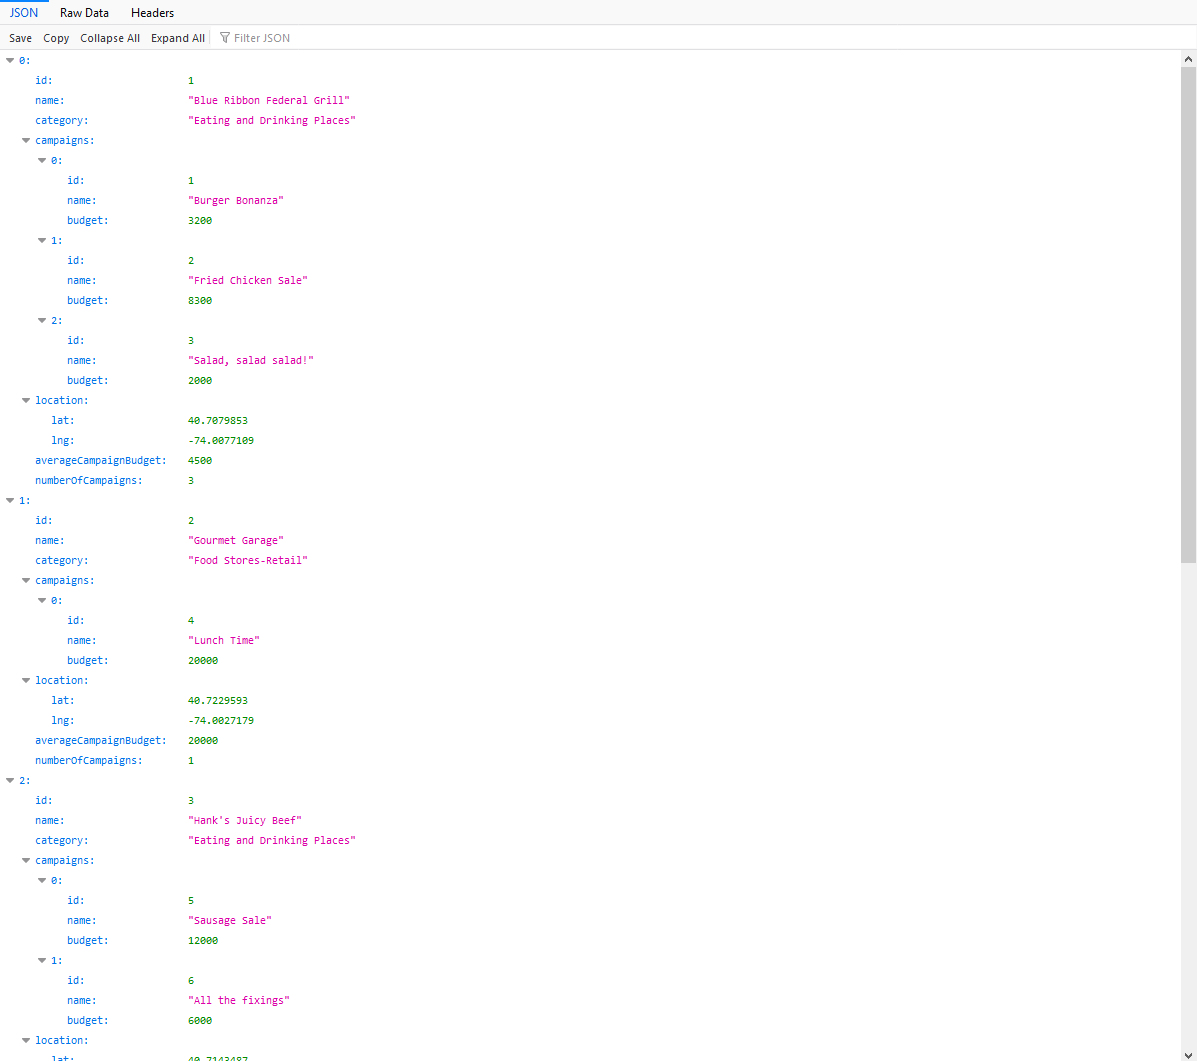 JSON Raw Data Headers
Save Copy Collapse All Expand All Filter JSON
0:
id: 1
name: "Blue Ribbon Federal Grill"
category: "Eating and Drinking Places"
campaigns:
0:
id: 1
name: "Burger Bonanza"
budget: 3200
1:
id: 2
name: "Fried Chicken Sale"
budget: 8300
2:
id: 3
name: "Salad, salad salad!"
budget: 2000
location:
lat: 40.7079853
lng: -74.0077109
averageCampaignBudget: 4500
numberOfCampaigns: 3
1:
id: 2
name: "Gourmet Garage"
category: "Food Stores-Retail"
campaigns:
0:
id: 4
name: "Lunch Time"
budget: 20000
location:
lat: 40.7229593
lng: -74.0027179
averageCampaignBudget: 20000
numberOfCampaigns: 1
2:
id: 3
name: "Hank's Juicy Beef"
category: "Eating and Drinking Places"
campaigns:
0:
id: 5
name: "Sausage Sale"
budget: 12000
1:
id: 6
name: "All the fixings"
budget: 6000
location:
lat: 40.7143487